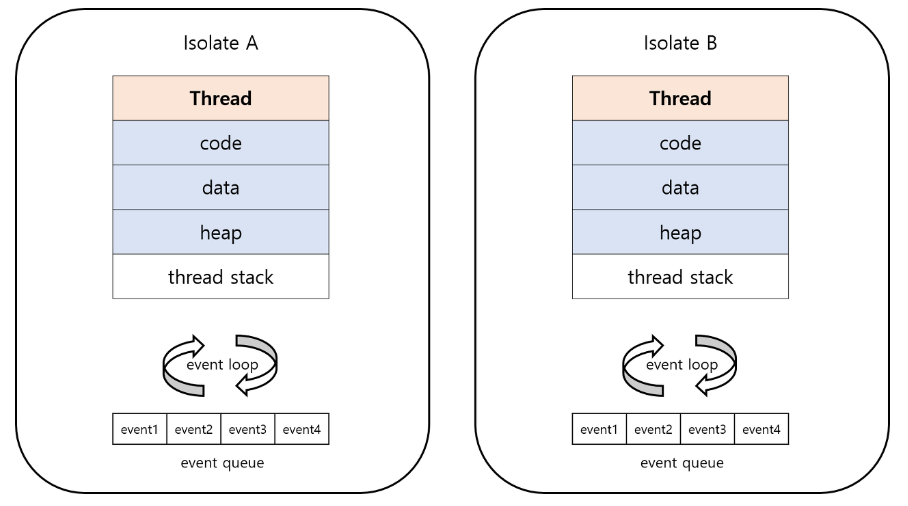 Isolate A
Thread
code
data
heap
thread stack
event loop
event1 event2 event3 event4
event queue
Isolate B
Thread
code
data
heap
thread stack
event loop
event1 event2 event3 event4
event queue